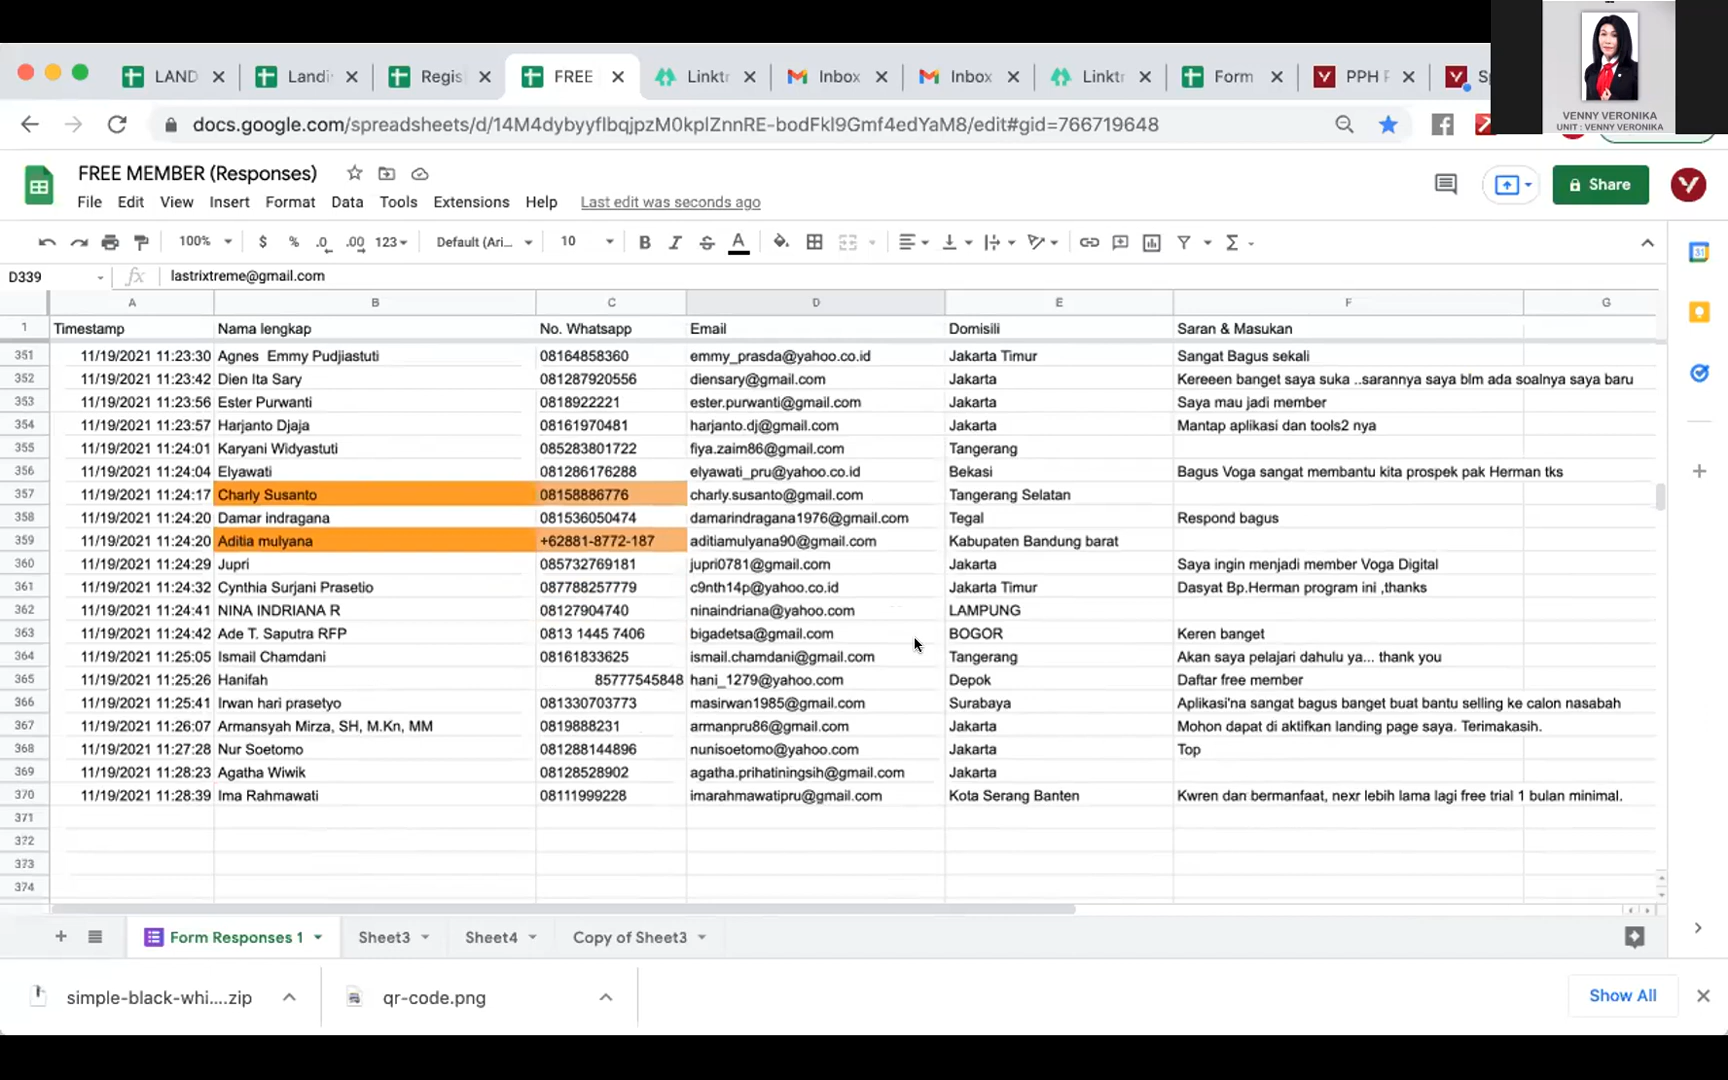 LAND
Landi
Regis
FREE
Linktr
Inbox
Inbox
Linktr
Form
PPH F
Sp
VENNY VERONIKA
UNIT : VENNY VERONIKA
FREE MEMBER (Responses)
File Edit View Insert Format Data Tools Extensions Help Last edit was seconds ago
Share
100% $ % .0 .00 123 Default (Ari... 10 B I S A
D339 fx lastrixtreme@gmail.com
A B C D E F G
1 Timestamp Nama lengkap No. Whatsapp Email Domisili Saran & Masukan
351 11/19/2021 11:23:30 Agnes Emmy Pudjiastuti 08164858360 emmy_prasda@yahoo.co.id Jakarta Timur Sangat Bagus sekali
352 11/19/2021 11:23:42 Dien Ita Sary 081287920556 diensary@gmail.com Jakarta Kereeen banget saya suka ..sarannya saya blm ada soalnya saya baru
353 11/19/2021 11:23:56 Ester Purwanti 0818922221 ester.purwanti@gmail.com Jakarta Saya mau jadi member
354 11/19/2021 11:23:57 Harjanto Djaja 08161970481 harjanto.dj@gmail.com Jakarta Mantap aplikasi dan tools2 nya
355 11/19/2021 11:24:01 Karyani Widyastuti 085283801722 fiya.zaim86@gmail.com Tangerang
356 11/19/2021 11:24:04 Elyawati 081286176288 elyawati_pru@yahoo.co.id Bekasi Bagus Voga sangat membantu kita prospek pak Herman tks
357 11/19/2021 11:24:17 Charly Susanto 08158886776 charly.susanto@gmail.com Tangerang Selatan
358 11/19/2021 11:24:20 Damar indragana 081536050474 damarindragana1976@gmail.com Tegal Respond bagus
359 11/19/2021 11:24:20 Aditia mulyana +62881-8772-187 aditiamulyana90@gmail.com Kabupaten Bandung barat
360 11/19/2021 11:24:29 Jupri 085732769181 jupri0781@gmail.com Jakarta Saya ingin menjadi member Voga Digital
361 11/19/2021 11:24:32 Cynthia Surjani Prasetio 087788257779 c9nth14p@yahoo.co.id Jakarta Timur Dasyat Bp.Herman program ini ,thanks
362 11/19/2021 11:24:41 NINA INDRIANA R 08127904740 ninaindriana@yahoo.com LAMPUNG
363 11/19/2021 11:24:42 Ade T. Saputra RFP 0813 1445 7406 bigadetsa@gmail.com BOGOR Keren banget
364 11/19/2021 11:25:05 Ismail Chamdani 08161833625 ismail.chamdani@gmail.com Tangerang Akan saya pelajari dahulu ya... thank you
365 11/19/2021 11:25:26 Hanifah 85777545848 hani_1279@yahoo.com Depok Daftar free member
366 11/19/2021 11:25:41 Irwan hari prasetyo 081330703773 masirwan1985@gmail.com Surabaya Aplikasi'na sangat bagus banget buat bantu selling ke calon nasabah
367 11/19/2021 11:26:07 Armansyah Mirza, SH, M.Kn, MM 0819888231 armanpru86@gmail.com Jakarta Mohon dapat di aktifkan landing page saya. Terimakasih.
368 11/19/2021 11:27:28 Nur Soetomo 081288144896 nunisoetomo@yahoo.com Jakarta Top
369 11/19/2021 11:28:23 Agatha Wiwik 08128528902 agatha.prihatiningsih@gmail.com Jakarta
370 11/19/2021 11:28:39 Ima Rahmawati 08111999228 imarahmawatipru@gmail.com Kota Serang Banten Kwren dan bermanfaat, nexr lebih lama lagi free trial 1 bulan minimal.
371
372
373
374
Form Responses 1 Sheet3 Sheet4 Copy of Sheet3
simple-black-whi....zip qr-code.png Show All